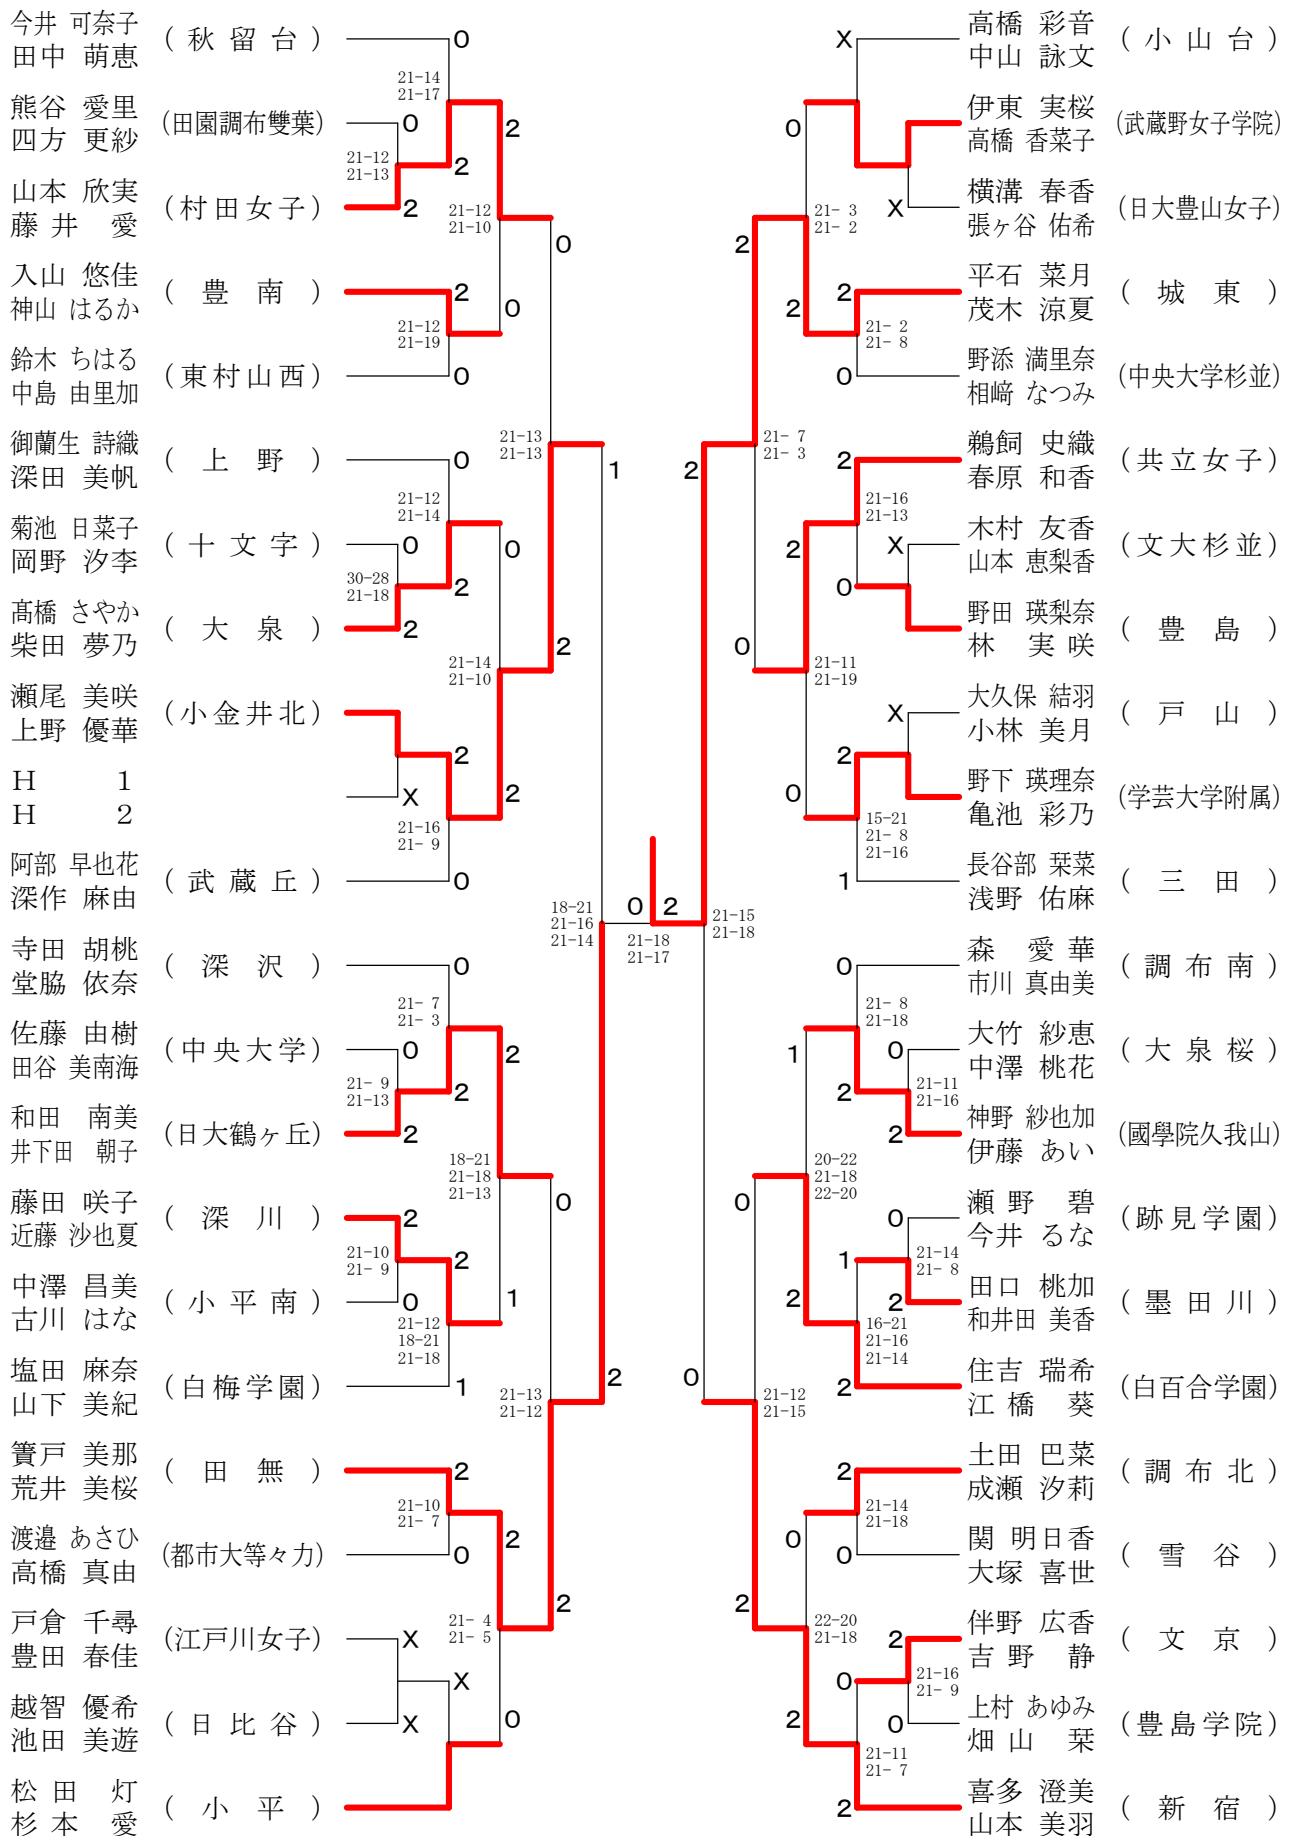 今井 可奈子
田中 萌恵
( 秋 留 台 )
0
21-14
21-17
熊谷 愛里
四方 更紗
(田園調布雙葉)
0
2
21-12
21-13
2
山本 欣実
藤井 愛
(村田女子)
2
21-12
21-10
0
入山 悠佳
神山 はるか
( 豊 南 )
2
0
21-12
21-19
鈴木 ちはる
中島 由里加
(東村山西)
0
御蘭生 詩織
深田 美帆
( 上 野 )
0
21-13
21-13
1
21-12
21-14
菊池 日菜子
岡野 汐李
( 十 文 字 )
0
0
30-28
21-18
2
髙橋 さやか
柴田 夢乃
( 大 泉 )
2
2
21-14
21-10
瀬尾 美咲
上野 優華
(小金井北)
2
H 1
H 2
X
2
21-16
21- 9
阿部 早也花
深作 麻由
( 武 蔵 丘 )
0
18-21
21-16
21-14
0
2
21-18
21-17
寺田 胡桃
堂脇 依奈
( 深 沢 )
0
21- 7
21- 3
佐藤 由樹
田谷 美南海
(中央大学)
0
2
21- 9
21-13
2
和田 南美
井下田 朝子
(日大鶴ヶ丘)
2
18-21
21-18
21-13
0
藤田 咲子
近藤 沙也夏
( 深 川 )
2
21-10
21- 9
2
中澤 昌美
古川 はな
( 小 平 南 )
0
1
21-12
18-21
21-18
塩田 麻奈
山下 美紀
(白梅学園)
1
21-13
21-12
2
簀戸 美那
荒井 美桜
( 田 無 )
2
21-10
21- 7
2
渡邉 あさひ
高橋 真由
(都市大等々力)
0
2
21- 4
21- 5
戸倉 千尋
豊田 春佳
(江戸川女子)
X
X
越智 優希
池田 美遊
( 日 比 谷 )
X
0
松田 灯
杉本 愛
( 小 平 )
X
高橋 彩音
中山 詠文
( 小 山 台 )
0
伊東 実桜
高橋 香菜子
(武蔵野女子学院)
X
横溝 春香
張ヶ谷 佑希
(日大豊山女子)
21- 3
21- 2
2
2
2
平石 菜月
茂木 涼夏
( 城 東 )
21- 2
21- 8
0
野添 満里奈
相﨑 なつみ
(中央大学杉並)
21- 7
21- 3
2
2
鵜飼 史織
春原 和香
(共立女子)
21-16
21-13
2
X
木村 友香
山本 恵梨香
(文大杉並)
0
野田 瑛梨奈
林 実咲
( 豊 島 )
0
21-11
21-19
X
大久保 結羽
小林 美月
( 戸 山 )
2
0
野下 瑛理奈
亀池 彩乃
(学芸大学附属)
15-21
21- 8
21-16
1
長谷部 栞菜
浅野 佑麻
( 三 田 )
21-15
21-18
0
森 愛華
市川 真由美
( 調 布 南 )
21- 8
21-18
1
0
大竹 紗恵
中澤 桃花
( 大 泉 桜 )
2
21-11
21-16
2
神野 紗也加
伊藤 あい
(國學院久我山)
20-22
21-18
22-20
0
0
瀬野 碧
今井 るな
(跡見学園)
1
21-14
21- 8
2
2
田口 桃加
和井田 美香
( 墨 田 川 )
16-21
21-16
21-14
2
住吉 瑞希
江橋 葵
(白百合学園)
0
21-12
21-15
2
土田 巴菜
成瀬 汐莉
( 調 布 北 )
21-14
21-18
0
0
関 明日香
大塚 喜世
( 雪 谷 )
2
22-20
21-18
2
伴野 広香
吉野 静
( 文 京 )
0
21-16
21- 9
2
0
上村 あゆみ
畑山 栞
(豊島学院)
21-11
21- 7
2
喜多 澄美
山本 美羽
( 新 宿 )